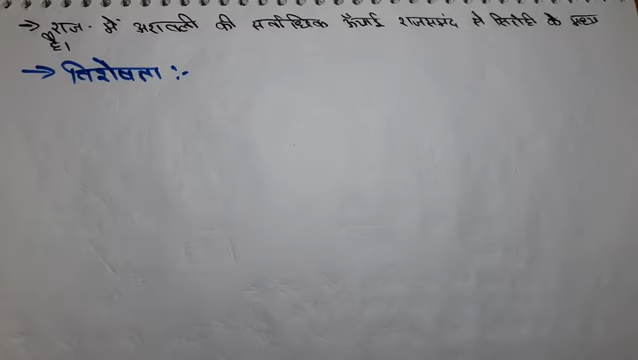 → राज. में अरावली की सर्वाधिक ऊँचाई राजसमंद से सिरोही के मध्य
है।
→ विशेषता :-